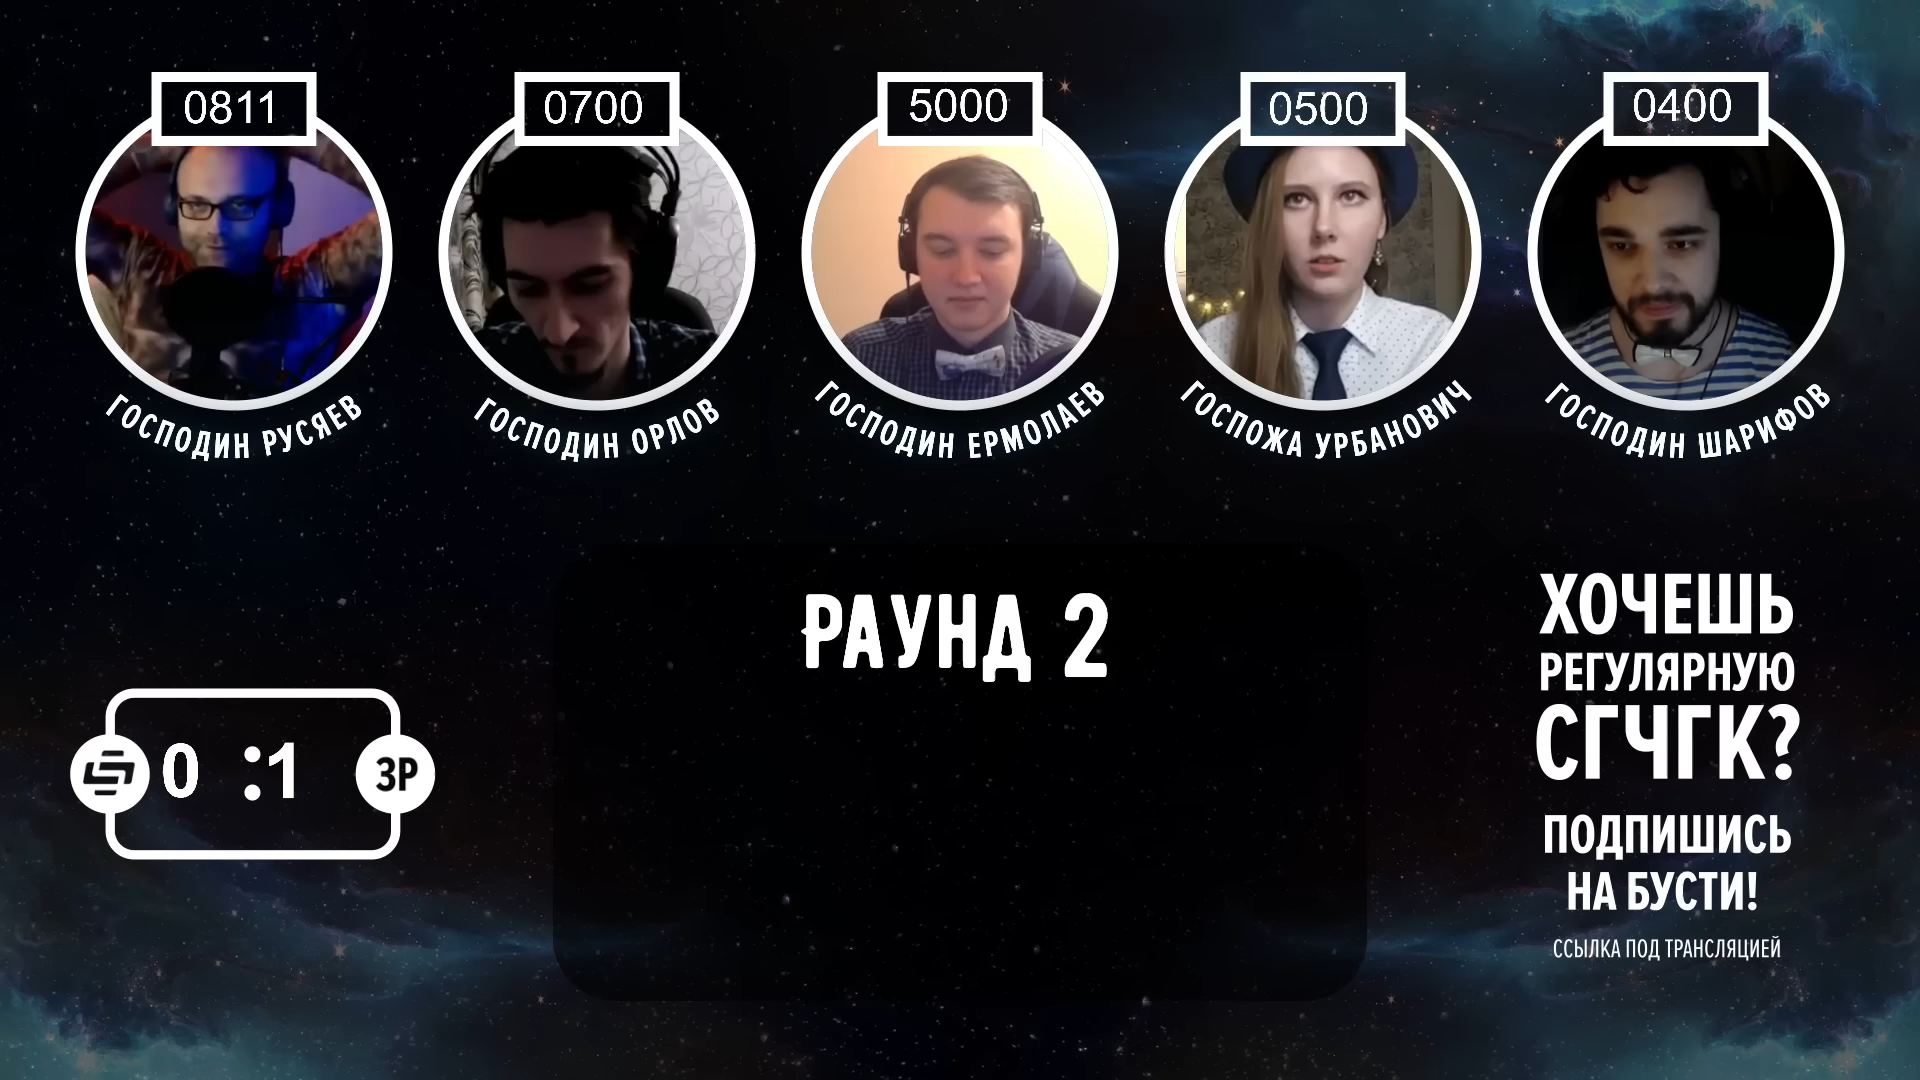 0811
0700
5000
0500
0400
ГОСПОДИН РУСЯЕВ
ГОСПОДИН ОРЛОВ
ГОСПОДИН ЕРМОЛАЕВ
ГОСПОЖА УРБАНОВИЧ
ГОСПОДИН ШАРИФОВ
РАУНД 2
0 :1
ЗР
ХОЧЕШЬ
РЕГУЛЯРНУЮ
СГЧГК?
ПОДПИШИСЬ
НА БУСТИ!
ССЫЛКА ПОД ТРАНСЛЯЦИЕЙ